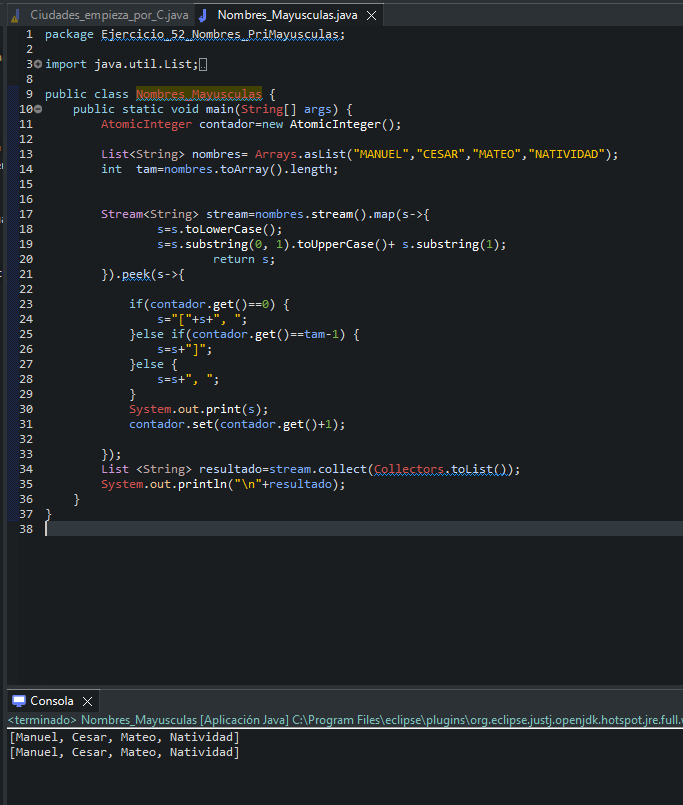 Ciudades_empieza_por_C.java Nombres_Mayusculas.java
1 package Ejercicio_52_Nombres_PriMayusculas;
2
3 import java.util.List;
8
9 public class Nombres_Mayusculas {
10 public static void main(String[] args) {
11 AtomicInteger contador=new AtomicInteger();
12
13 List<String> nombres= Arrays.asList("MANUEL","CESAR","MATEO","NATIVIDAD");
14 int  tam=nombres.toArray().length;
15
16
17 Stream<String> stream=nombres.stream().map(s->{
18 s=s.toLowerCase();
19 s=s.substring(0, 1).toUpperCase()+ s.substring(1);
20 return s;
21 }).peek(s->{
22
23 if(contador.get()==0) {
24 s="["+s+", ";
25 }else if(contador.get()==tam-1) {
26 s=s+"]";
27 }else {
28 s=s+", ";
29 }
30 System.out.print(s);
31 contador.set(contador.get()+1);
32
33 });
34 List <String> resultado=stream.collect(Collectors.toList());
35 System.out.println("\n"+resultado);
36 }
37 }
38
Consola
<terminado> Nombres_Mayusculas [Aplicación Java] C:\Program Files\eclipse\plugins\org.eclipse.justj.openjdk.hotspot.jre.full.
[Manuel, Cesar, Mateo, Natividad]
[Manuel, Cesar, Mateo, Natividad]